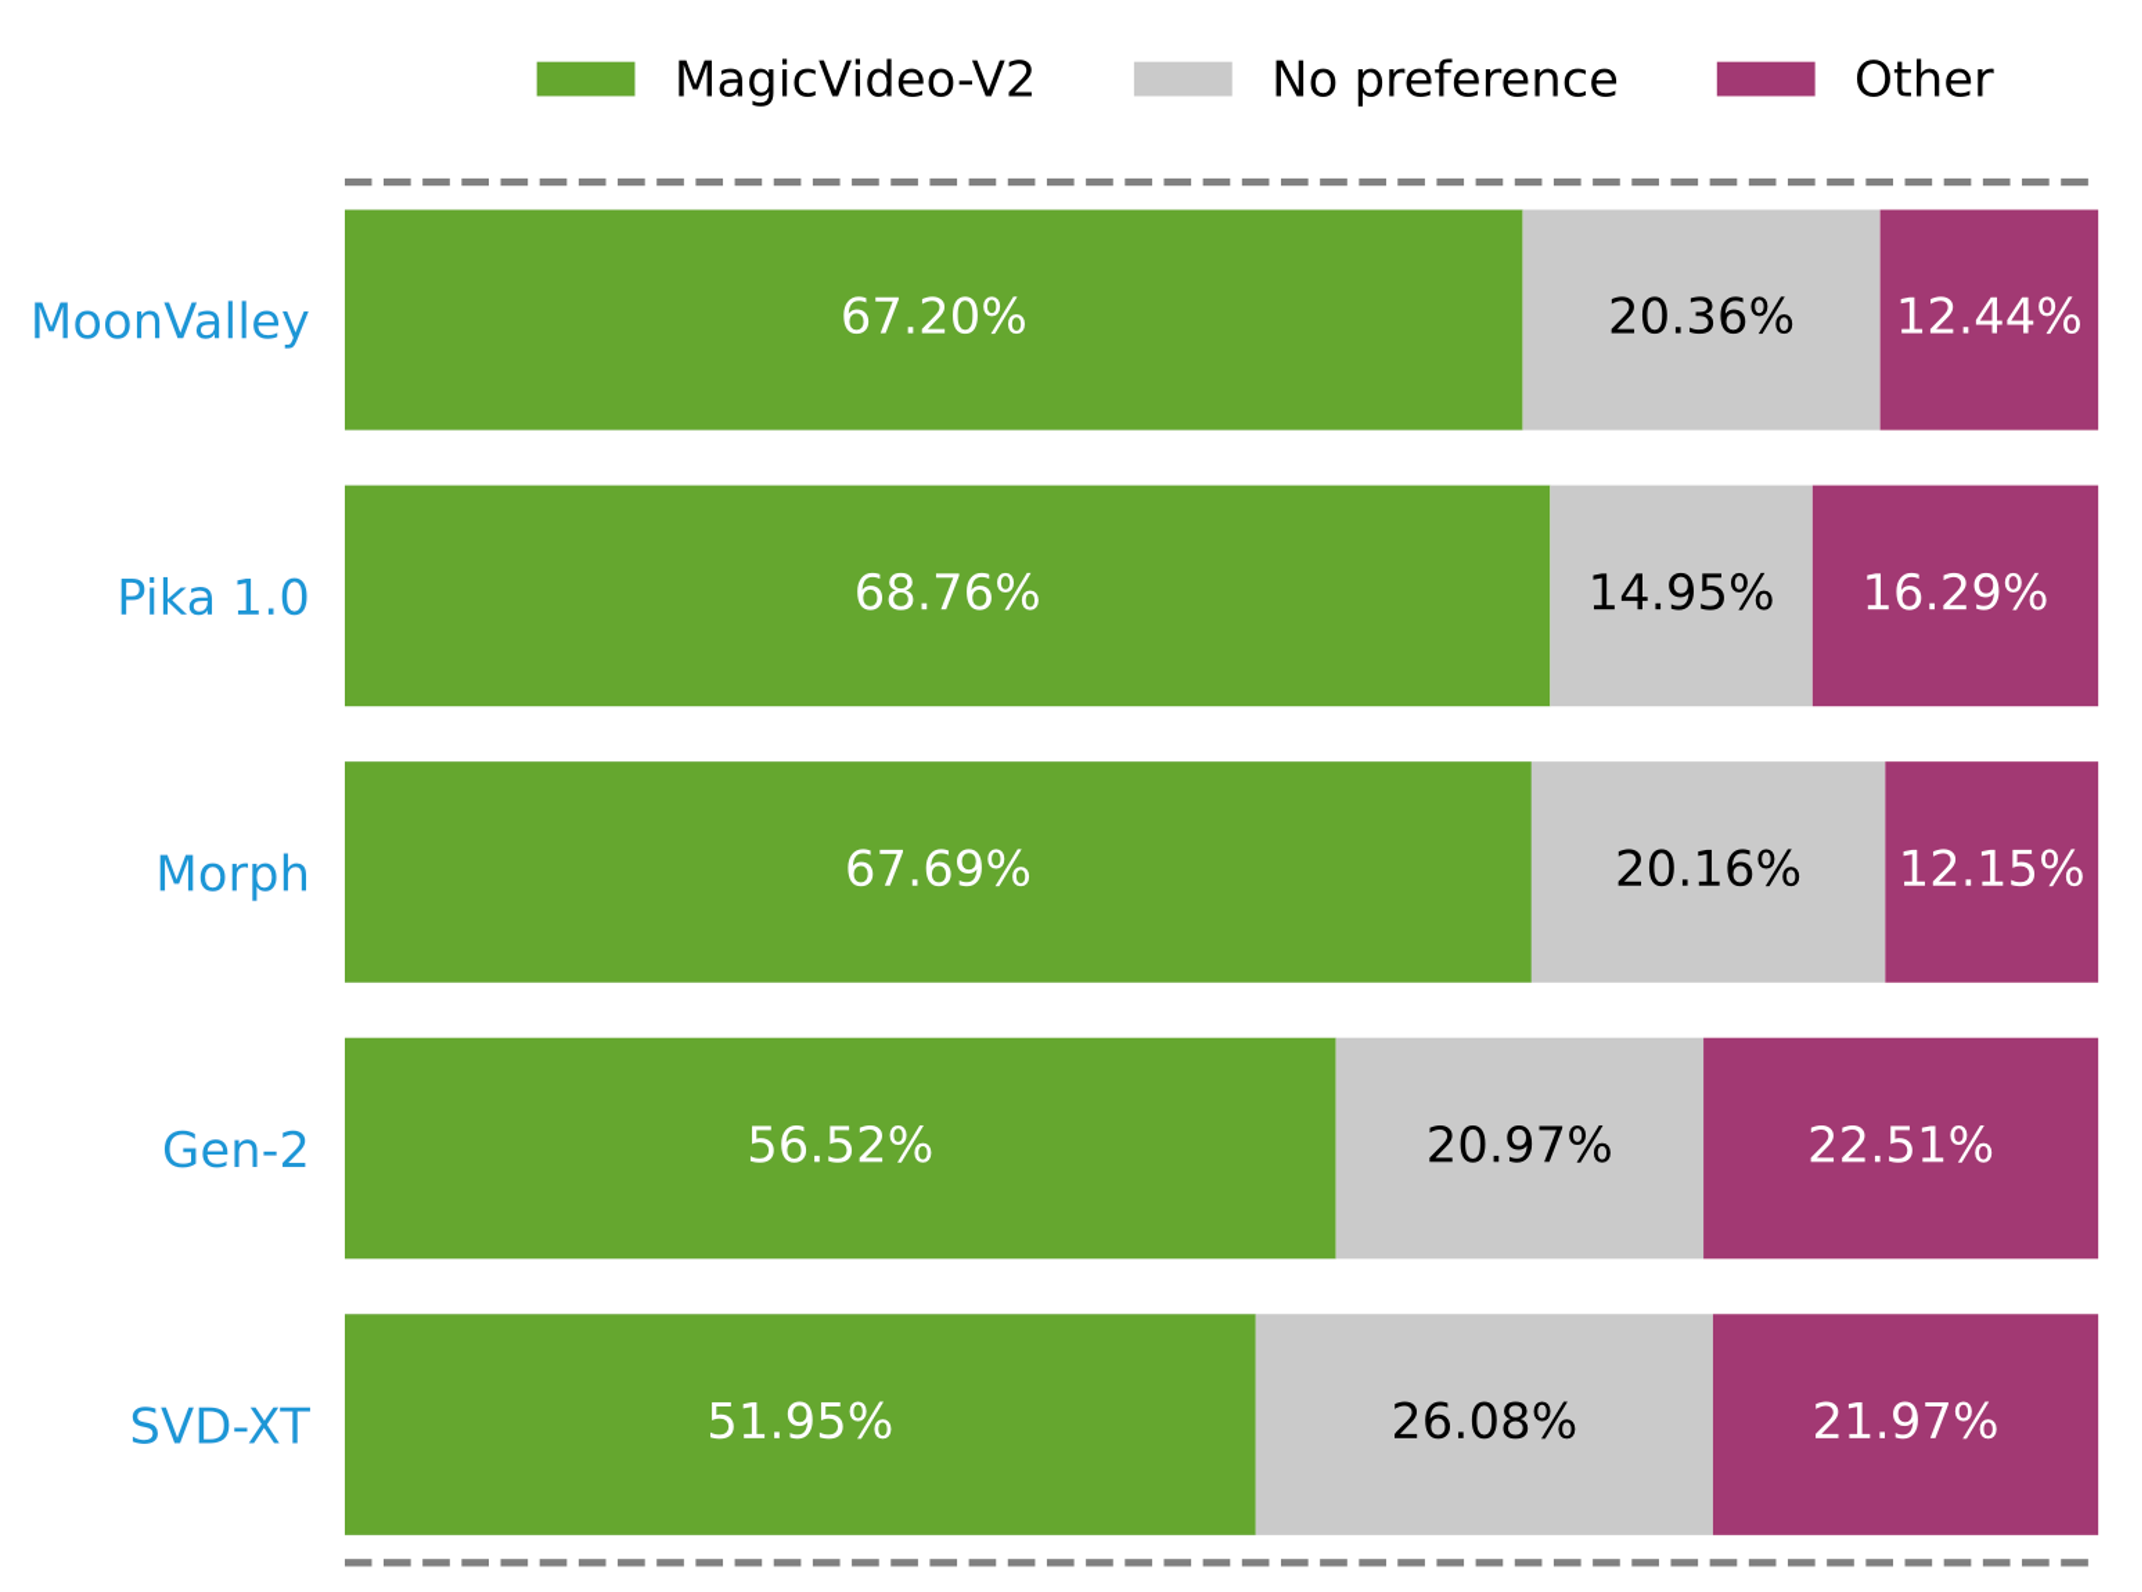 MagicVideo-V2 No preference Other
MoonValley 67.20% 20.36% 12.44%
Pika 1.0 68.76% 14.95% 16.29%
Morph 67.69% 20.16% 12.15%
Gen-2 56.52% 20.97% 22.51%
SVD-XT 51.95% 26.08% 21.97%